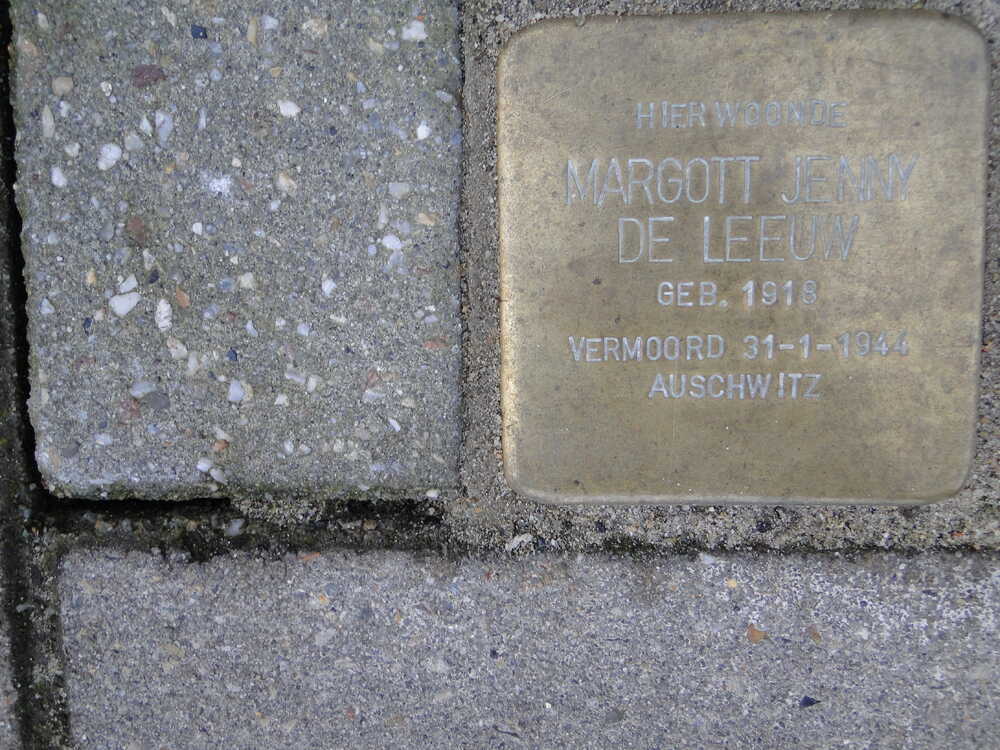 HIER WOONDE
MARGOTT JENNY
DE LEEUW
GEB. 1918
VERMOORD 31-1-1944
AUSCHWITZ